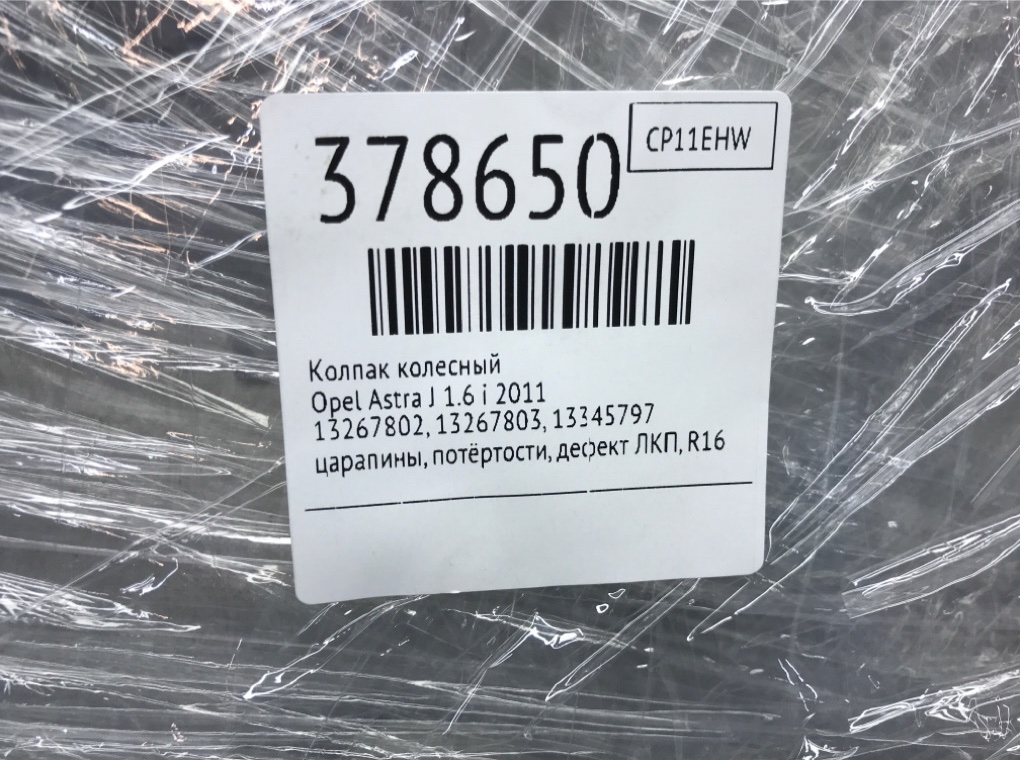 378650
CP11EHW
Колпак колесный
Opel Astra J 1.6 i 2011
13267802, 13267803, 13345797
царапины, потёртости, дефект ЛКП, R16